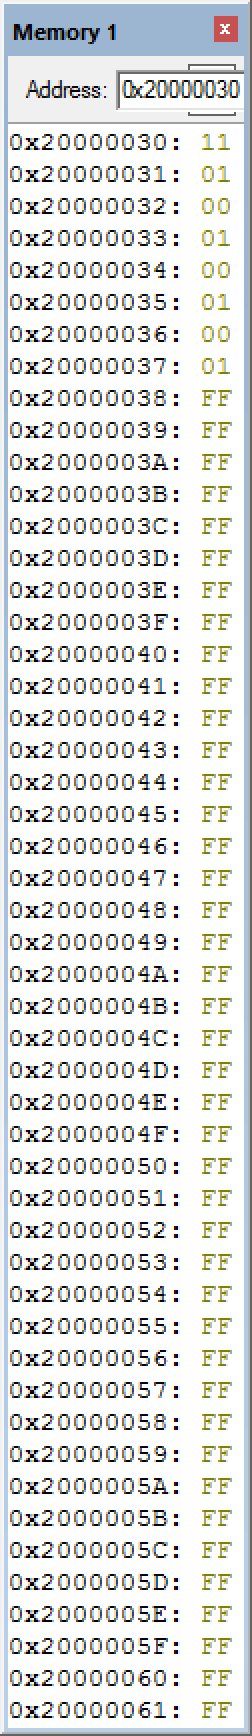 Memory 1
x
Address: 0x20000030
0x20000030: 11
0x20000031: 01
0x20000032: 00
0x20000033: 01
0x20000034: 00
0x20000035: 01
0x20000036: 00
0x20000037: 01
0x20000038: FF
0x20000039: FF
0x2000003A: FF
0x2000003B: FF
0x2000003C: FF
0x2000003D: FF
0x2000003E: FF
0x2000003F: FF
0x20000040: FF
0x20000041: FF
0x20000042: FF
0x20000043: FF
0x20000044: FF
0x20000045: FF
0x20000046: FF
0x20000047: FF
0x20000048: FF
0x20000049: FF
0x2000004A: FF
0x2000004B: FF
0x2000004C: FF
0x2000004D: FF
0x2000004E: FF
0x2000004F: FF
0x20000050: FF
0x20000051: FF
0x20000052: FF
0x20000053: FF
0x20000054: FF
0x20000055: FF
0x20000056: FF
0x20000057: FF
0x20000058: FF
0x20000059: FF
0x2000005A: FF
0x2000005B: FF
0x2000005C: FF
0x2000005D: FF
0x2000005E: FF
0x2000005F: FF
0x20000060: FF
0x20000061: FF